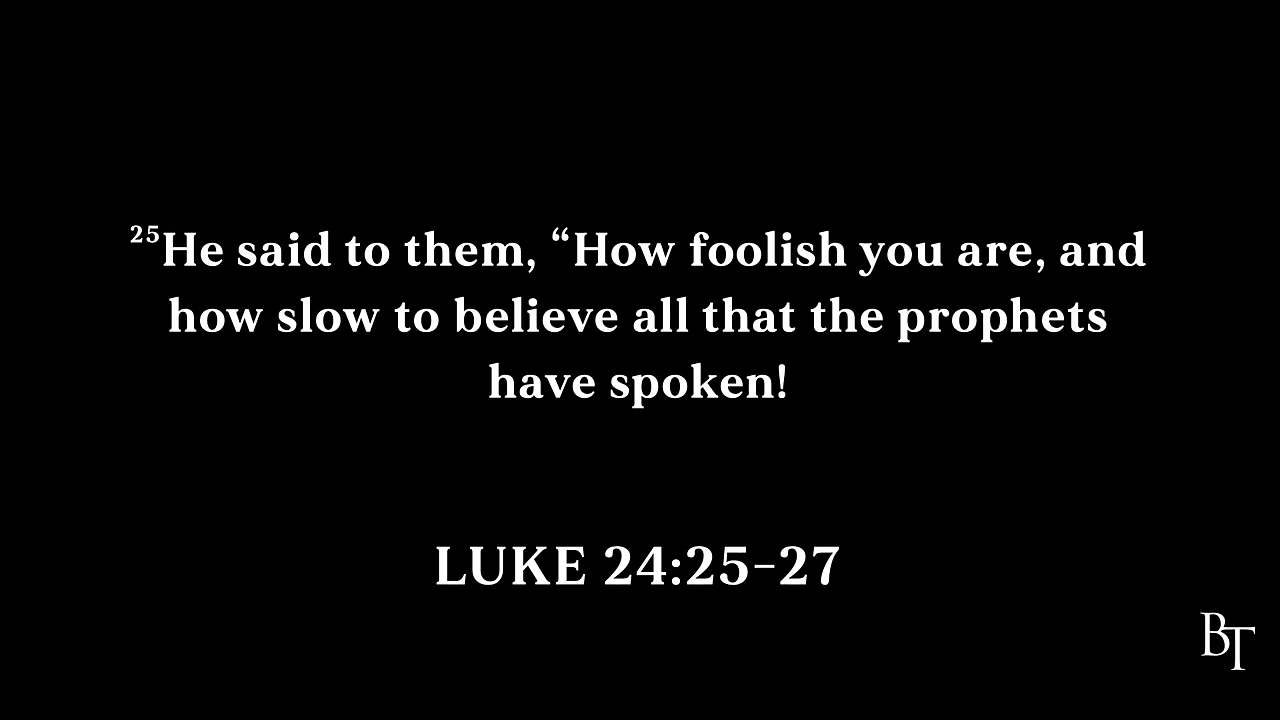 ²⁵He said to them, “How foolish you are, and
how slow to believe all that the prophets
have spoken!
LUKE 24:25–27
BT